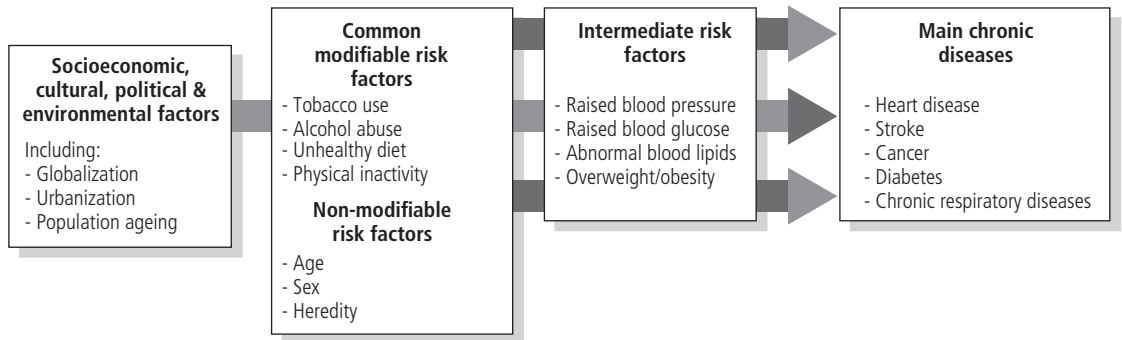 Socioeconomic,
cultural, political &
environmental factors
Including:
- Globalization
- Urbanization
- Population ageing
Common
modifiable risk
factors
- Tobacco use
- Alcohol abuse
- Unhealthy diet
- Physical inactivity
Non-modifiable
risk factors
- Age
- Sex
- Heredity
Intermediate risk
factors
- Raised blood pressure
- Raised blood glucose
- Abnormal blood lipids
- Overweight/obesity
Main chronic
diseases
- Heart disease
- Stroke
- Cancer
- Diabetes
- Chronic respiratory diseases